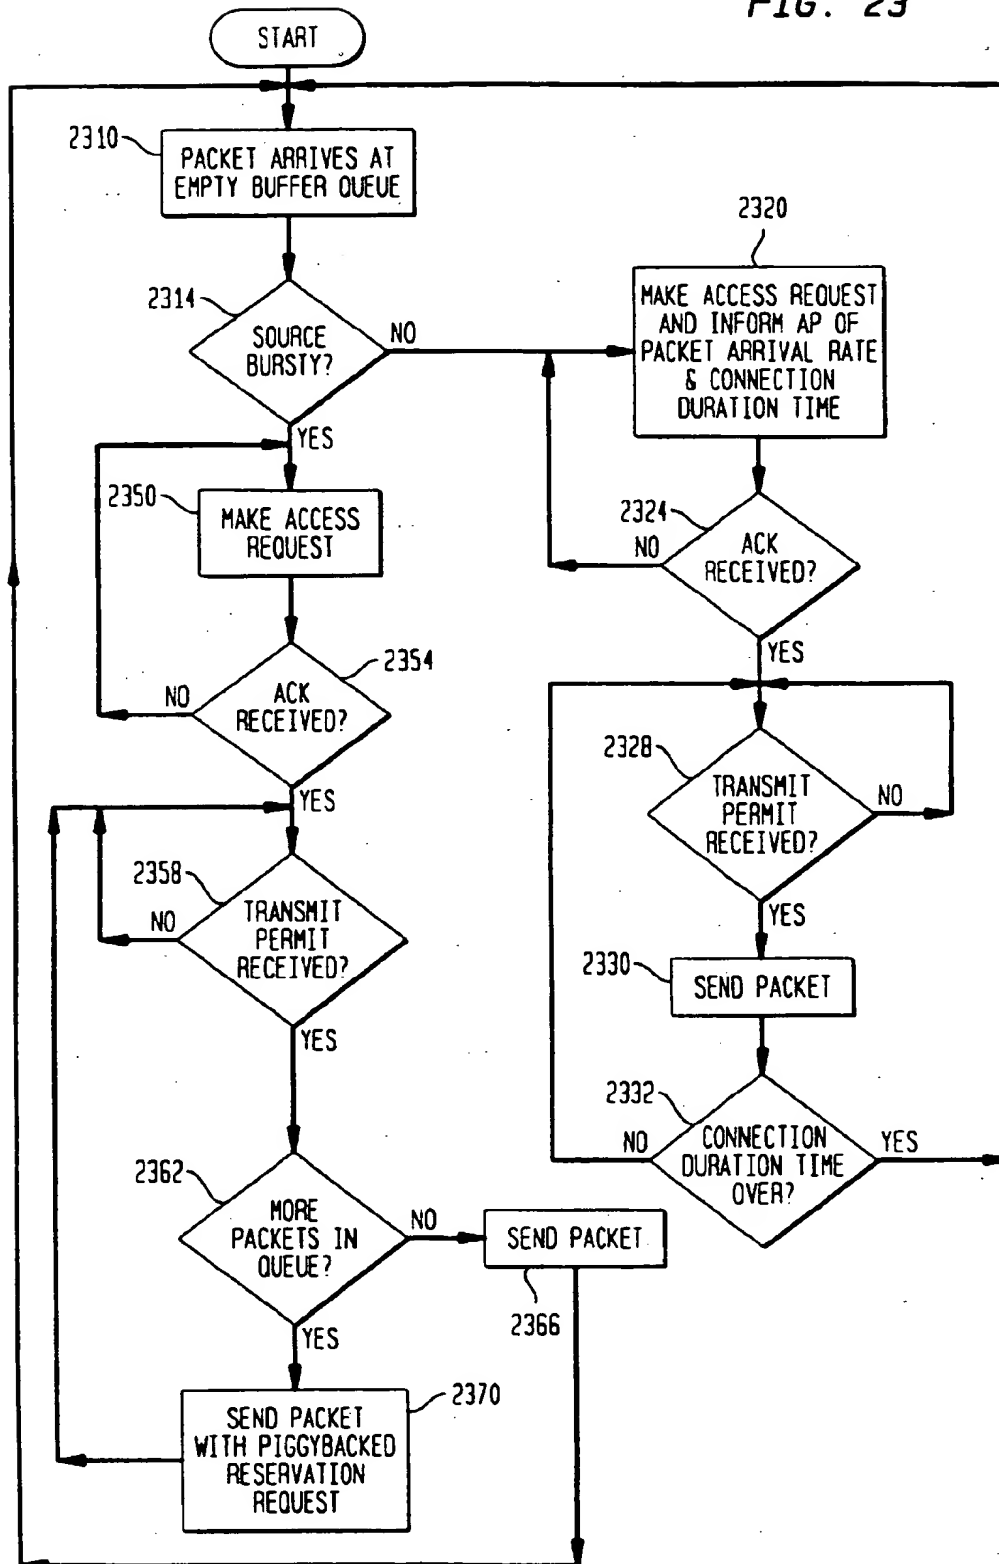 FIG. 23
START
2310
PACKET ARRIVES AT
EMPTY BUFFER QUEUE
2314
SOURCE
BURSTY?
NO
YES
2320
MAKE ACCESS REQUEST
AND INFORM AP OF
PACKET ARRIVAL RATE
& CONNECTION
DURATION TIME
2324
ACK
RECEIVED?
NO
YES
2350
MAKE ACCESS
REQUEST
2354
ACK
RECEIVED?
NO
YES
2328
TRANSMIT
PERMIT
RECEIVED?
NO
YES
2330
SEND PACKET
2332
CONNECTION
DURATION TIME
OVER?
NO
YES
2358
TRANSMIT
PERMIT
RECEIVED?
NO
YES
2362
MORE
PACKETS IN
QUEUE?
NO
YES
SEND PACKET
2366
2370
SEND PACKET
WITH PIGGYBACKED
RESERVATION
REQUEST